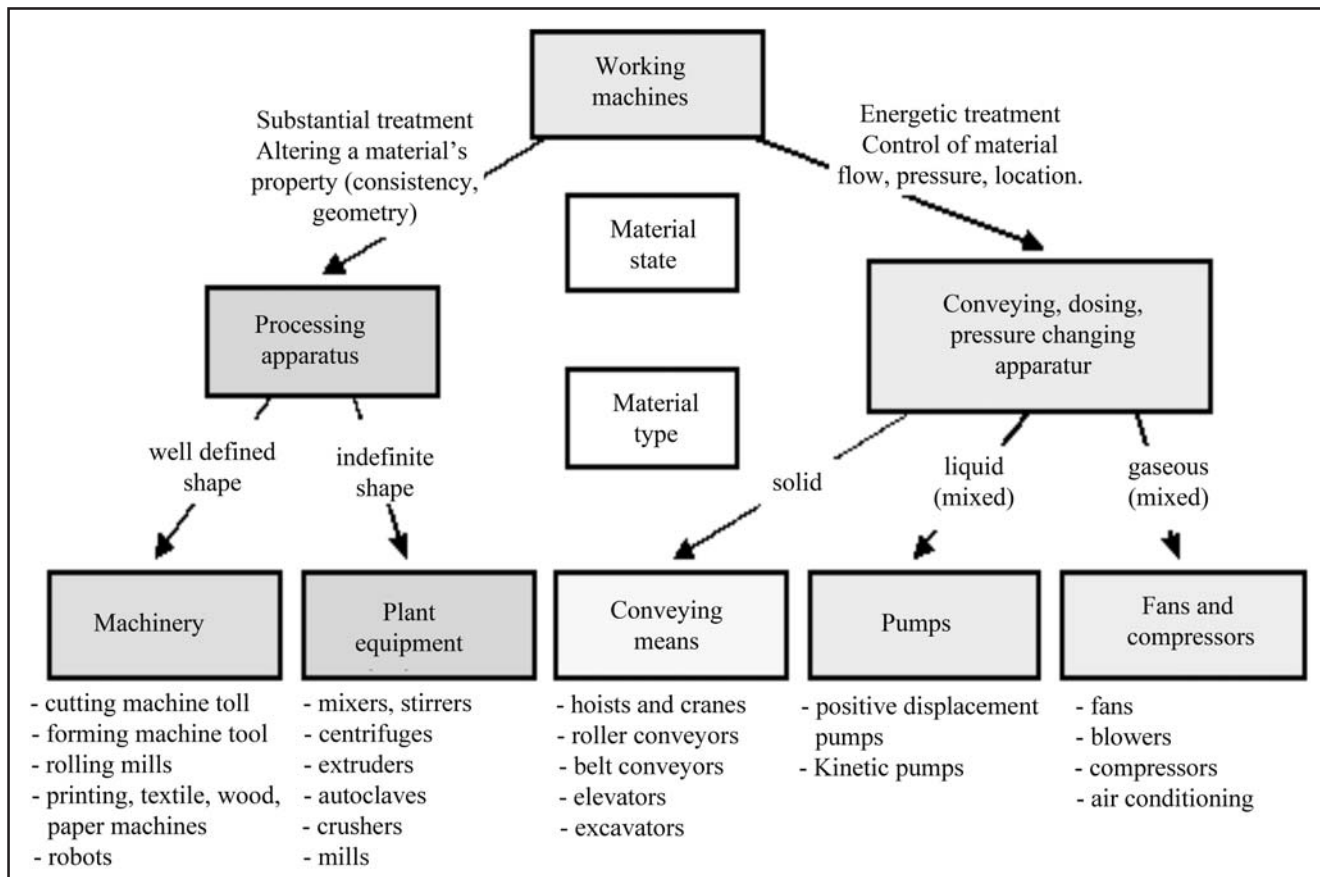 Working
machines
Substantial treatment
Altering a material's
property (consistency,
geometry)
Energetic treatment
Control of material
flow, pressure, location.
Material
state
Processing
apparatus
Conveying, dosing,
pressure changing
apparatur
Material
type
well defined
shape
indefinite
shape
solid
liquid
(mixed)
gaseous
(mixed)
Machinery
Plant
equipment
Conveying
means
Pumps
Fans and
compressors
- cutting machine toll
- forming machine tool
- rolling mills
- printing, textile, wood,
paper machines
- robots
- mixers, stirrers
- centrifuges
- extruders
- autoclaves
- crushers
- mills
- hoists and cranes
- roller conveyors
- belt conveyors
- elevators
- excavators
- positive displacement
pumps
- Kinetic pumps
- fans
- blowers
- compressors
- air conditioning